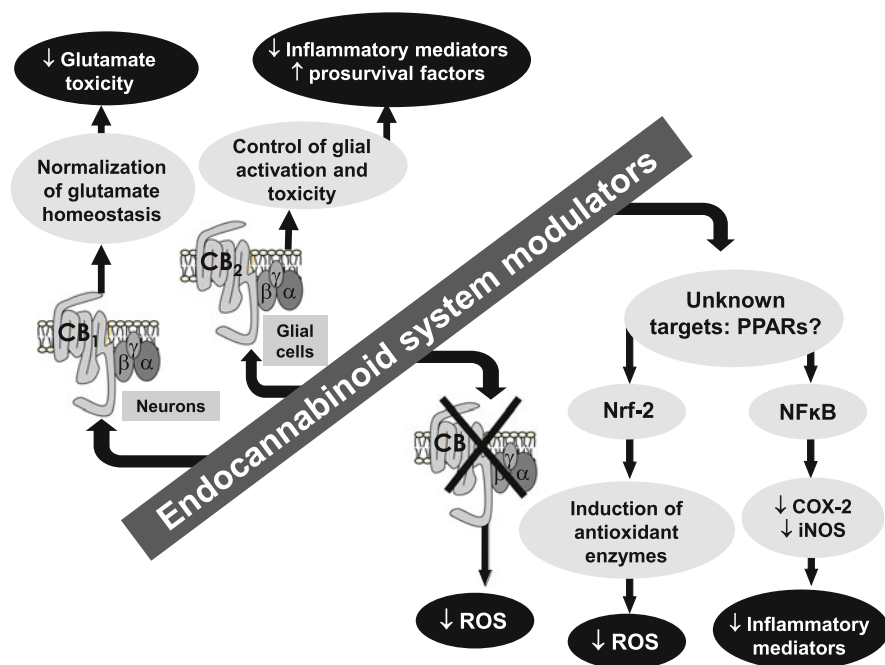 ↓ Glutamate
toxicity
↓ Inflammatory mediators
↑ prosurvival factors
Normalization
of glutamate
homeostasis
Control of glial
activation and
toxicity
CB2
β γ α
Glial
cells
CB1
β γ α
Neurons
Endocannabinoid system modulators
Unknown
targets: PPARs?
Nrf-2
NFκB
CB
β γ α
Induction of
antioxidant
enzymes
↓ COX-2
↓ iNOS
↓ ROS
↓ ROS
↓ Inflammatory
mediators